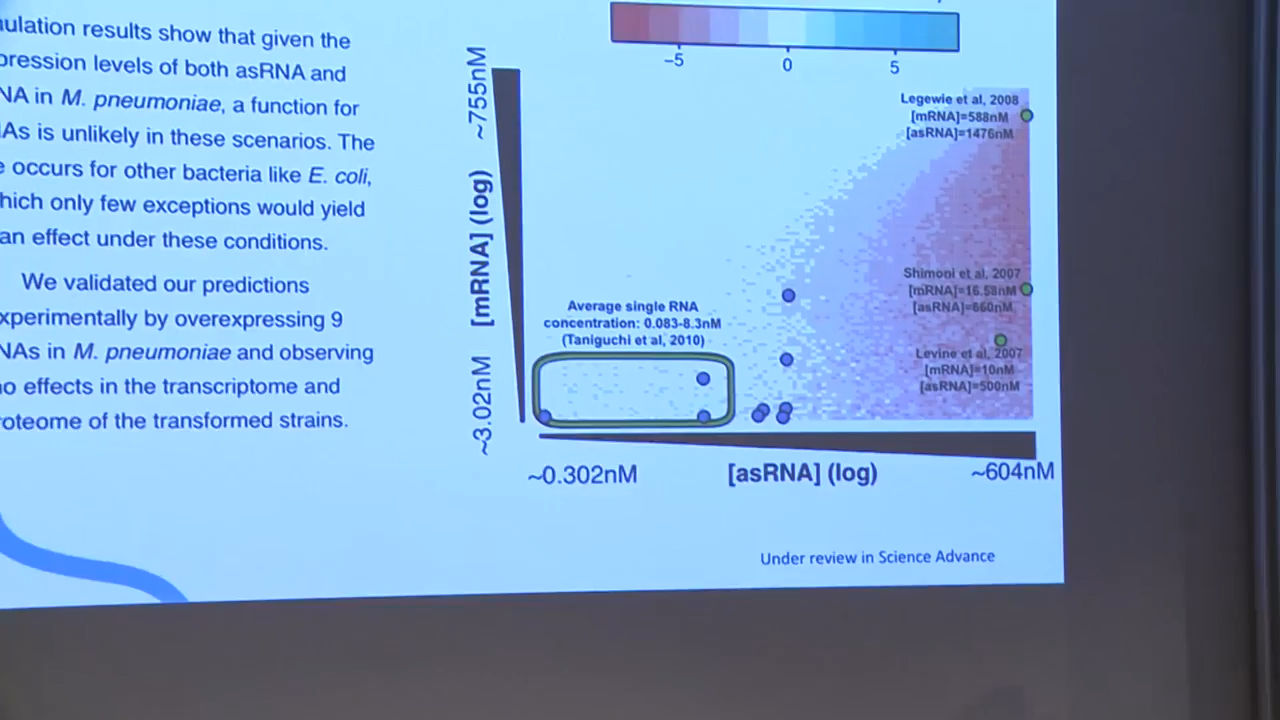 ulation results show that given the
pression levels of both asRNA and
NA in M. pneumoniae, a function for
As is unlikely in these scenarios. The
e occurs for other bacteria like E. coli,
hich only few exceptions would yield
an effect under these conditions.
We validated our predictions
xperimentally by overexpressing 9
NAs in M. pneumoniae and observing
no effects in the transcriptome and
roteome of the transformed strains.
−5 0 5
~755nM
[mRNA] (log)
~3.02nM
Legewie et al, 2008
[mRNA]=588nM
[asRNA]=1476nM
Shimoni et al, 2007
[mRNA]=16.58nM
[asRNA]=660nM
Average single RNA
concentration: 0.083-8.3nM
(Taniguchi et al, 2010)
Levine et al, 2007
[mRNA]=10nM
[asRNA]=500nM
~0.302nM
[asRNA] (log)
~604nM
Under review in Science Advance